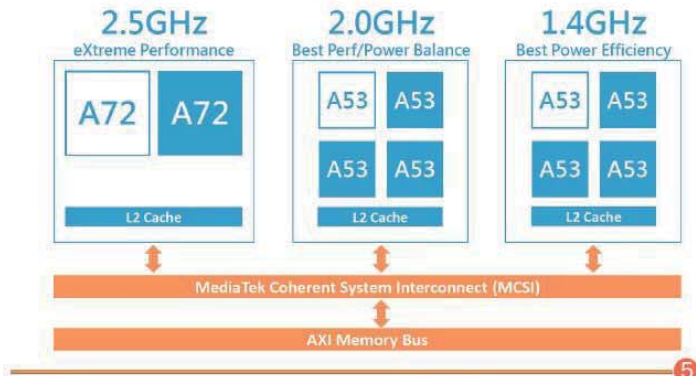 2.5GHz
eXtreme Performance
A72 A72
L2 Cache
2.0GHz
Best Perf/Power Balance
A53 A53
A53 A53
L2 Cache
1.4GHz
Best Power Efficiency
A53 A53
A53 A53
L2 Cache
MediaTek Coherent System Interconnect (MCSI)
AXI Memory Bus
5